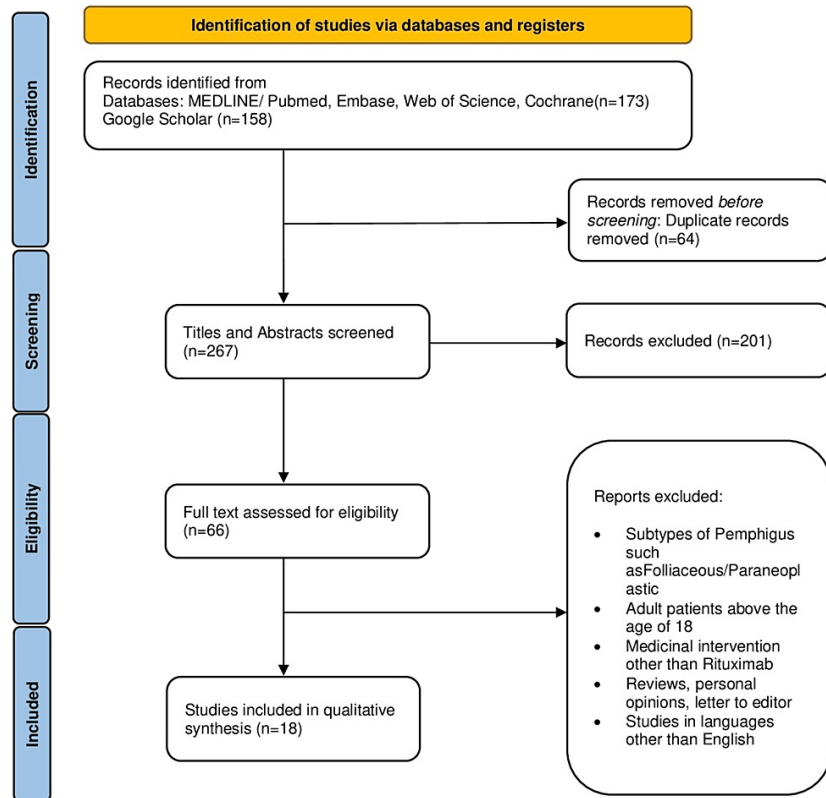 Identification of studies via databases and registers
Identification
Records identified from
Databases: MEDLINE/ Pubmed, Embase, Web of Science, Cochrane(n=173)
Google Scholar (n=158)
Records removed before
screening: Duplicate records
removed (n=64)
Screening
Titles and Abstracts screened
(n=267)
Records excluded (n=201)
Eligibility
Full text assessed for eligibility
(n=66)
Reports excluded:
• Subtypes of Pemphigus
such
asFolliaceous/Paraneopl
astic
• Adult patients above the
age of 18
• Medicinal intervention
other than Rituximab
• Reviews, personal
opinions, letter to editor
• Studies in languages
other than English
Included
Studies included in qualitative
synthesis (n=18)